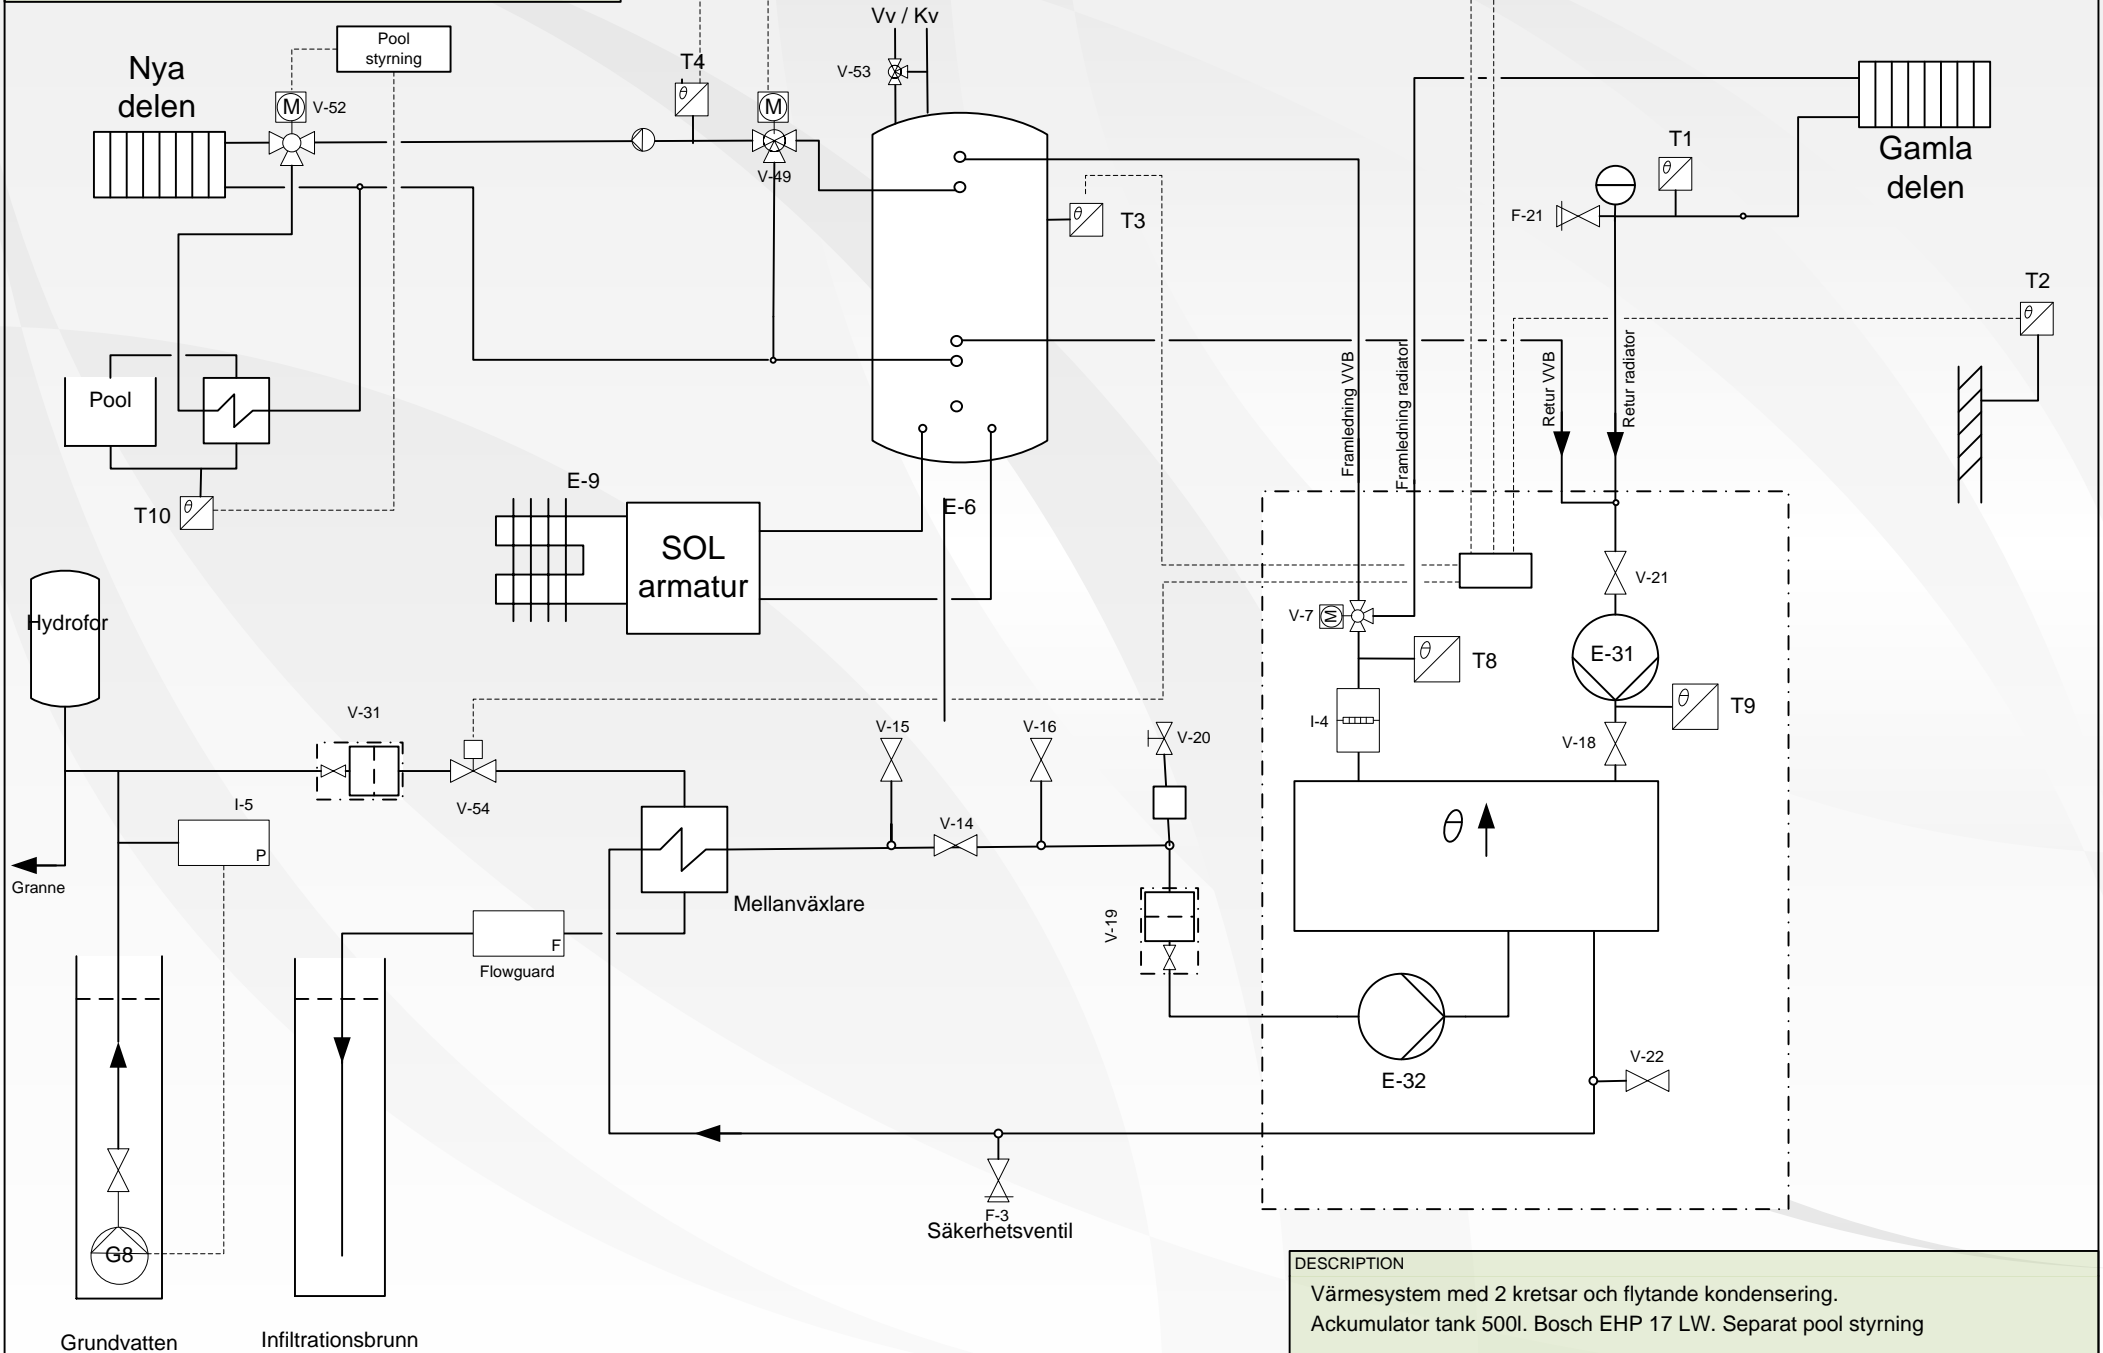 Vv / Kv
Pool
styrning
T4
V-53
Nya
delen
M
V-52
M
V-49
θ
Gamla
delen
T1
θ
F-21
θ
T3
T2
θ
Framledning VVB
Framledning radiator
Retur VVB
Retur radiator
Pool
T10
θ
E-9
SOL
armatur
E-6
Hydrofor
V-7
M
θ
T8
V-21
E-31
θ
T9
I-4
V-18
V-31
V-54
V-15
V-16
V-20
V-14
I-5
P
Granne
Mellanväxlare
F
Flowguard
V-19
θ
E-32
V-22
F-3
Säkerhetsventil
G8
Grundvatten
Infiltrationsbrunn
DESCRIPTION
Värmesystem med 2 kretsar och flytande kondensering.
Ackumulator tank 500l. Bosch EHP 17 LW. Separat pool styrning